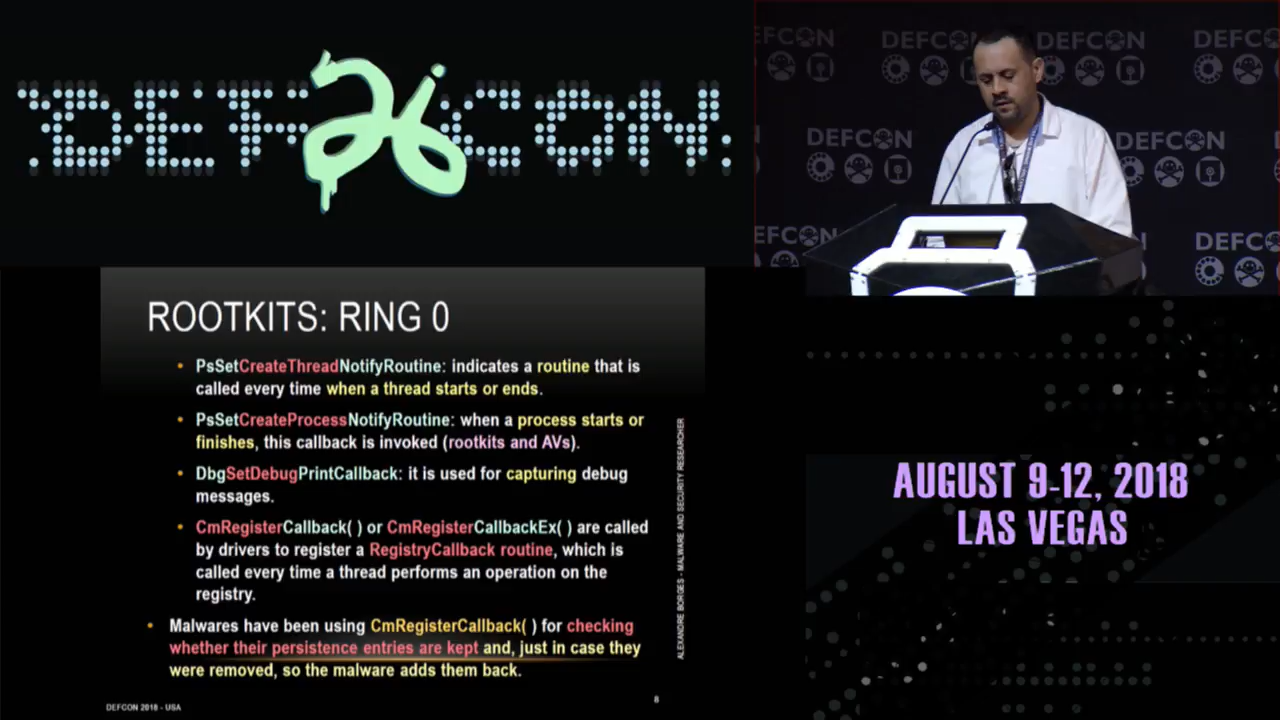 DEFCON
26
DEFCON
DEFCON
DEFCON
DEFCON
DEFCON
DEFCON
DEFCON
ROOTKITS: RING 0
• PsSetCreateThreadNotifyRoutine: indicates a routine that is
called every time when a thread starts or ends.
• PsSetCreateProcessNotifyRoutine: when a process starts or
finishes, this callback is invoked (rootkits and AVs).
• DbgSetDebugPrintCallback: it is used for capturing debug
messages.
• CmRegisterCallback( ) or CmRegisterCallbackEx( ) are called
by drivers to register a RegistryCallback routine, which is
called every time a thread performs an operation on the
registry.
• Malwares have been using CmRegisterCallback( ) for checking
whether their persistence entries are kept and, just in case they
were removed, so the malware adds them back.
ALEXANDRE BORGES - MALWARE AND SECURITY RESEARCHER
DEFCON 2018 - USA
8
AUGUST 9-12, 2018
LAS VEGAS